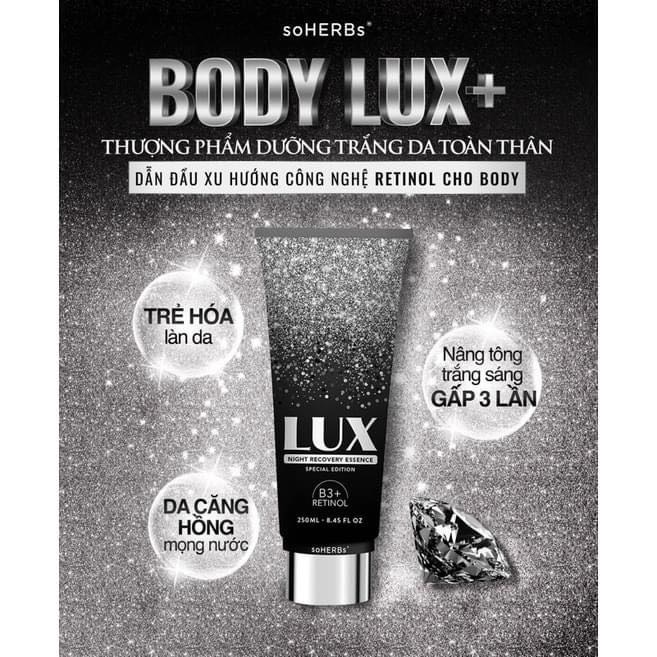 soHERBs®
BODY LUX+
THƯỢNG PHẨM DƯỠNG TRẮNG DA TOÀN THÂN
DẪN ĐẦU XU HƯỚNG CÔNG NGHỆ RETINOL CHO BODY
TRẺ HÓA
làn da
Nâng tông
trắng sáng
GẤP 3 LẦN
DA CĂNG
HỒNG
mọng nước
LUX
NIGHT RECOVERY ESSENCE
SPECIAL EDITION
B3+
RETINOL
250ML - 8.45 FL OZ
soHERBs®